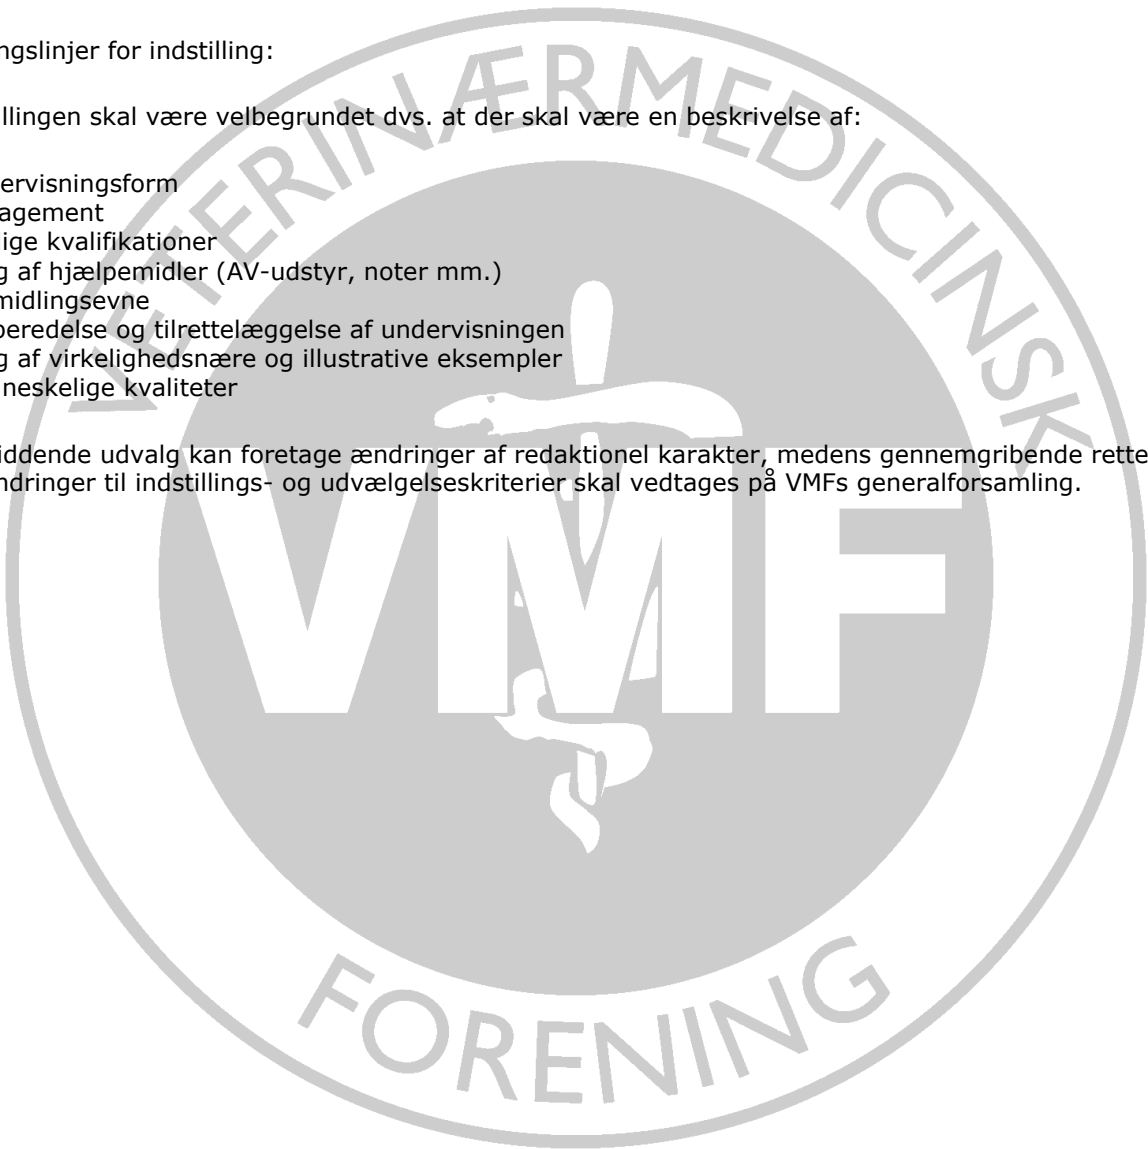 ngslinjer for indstilling:
llingen skal være velbegrundet dvs. at der skal være en beskrivelse af:
ervisningsform
agement
lige kvalifikationer
g af hjælpemidler (AV-udstyr, noter mm.)
midlingsevne
beredelse og tilrettelæggelse af undervisningen
g af virkelighedsnære og illustrative eksempler
neskelige kvaliteter
iddende udvalg kan foretage ændringer af redaktionel karakter, medens gennemgribende rette
ndringer til indstillings- og udvælgelseskriterier skal vedtages på VMFs generalforsamling.
VETERINÆRMEDICINSK
VMF
FORENING